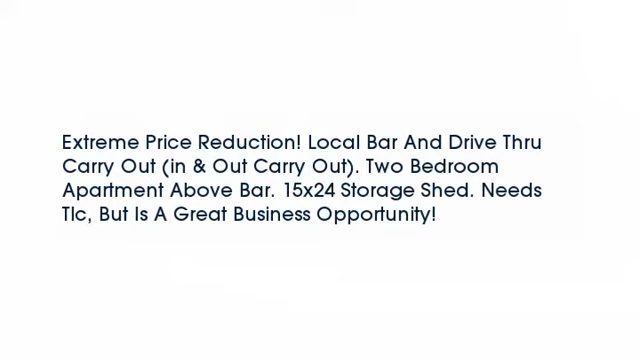 Extreme Price Reduction! Local Bar And Drive Thru
Carry Out (in & Out Carry Out). Two Bedroom
Apartment Above Bar. 15x24 Storage Shed. Needs
Tlc, But Is A Great Business Opportunity!